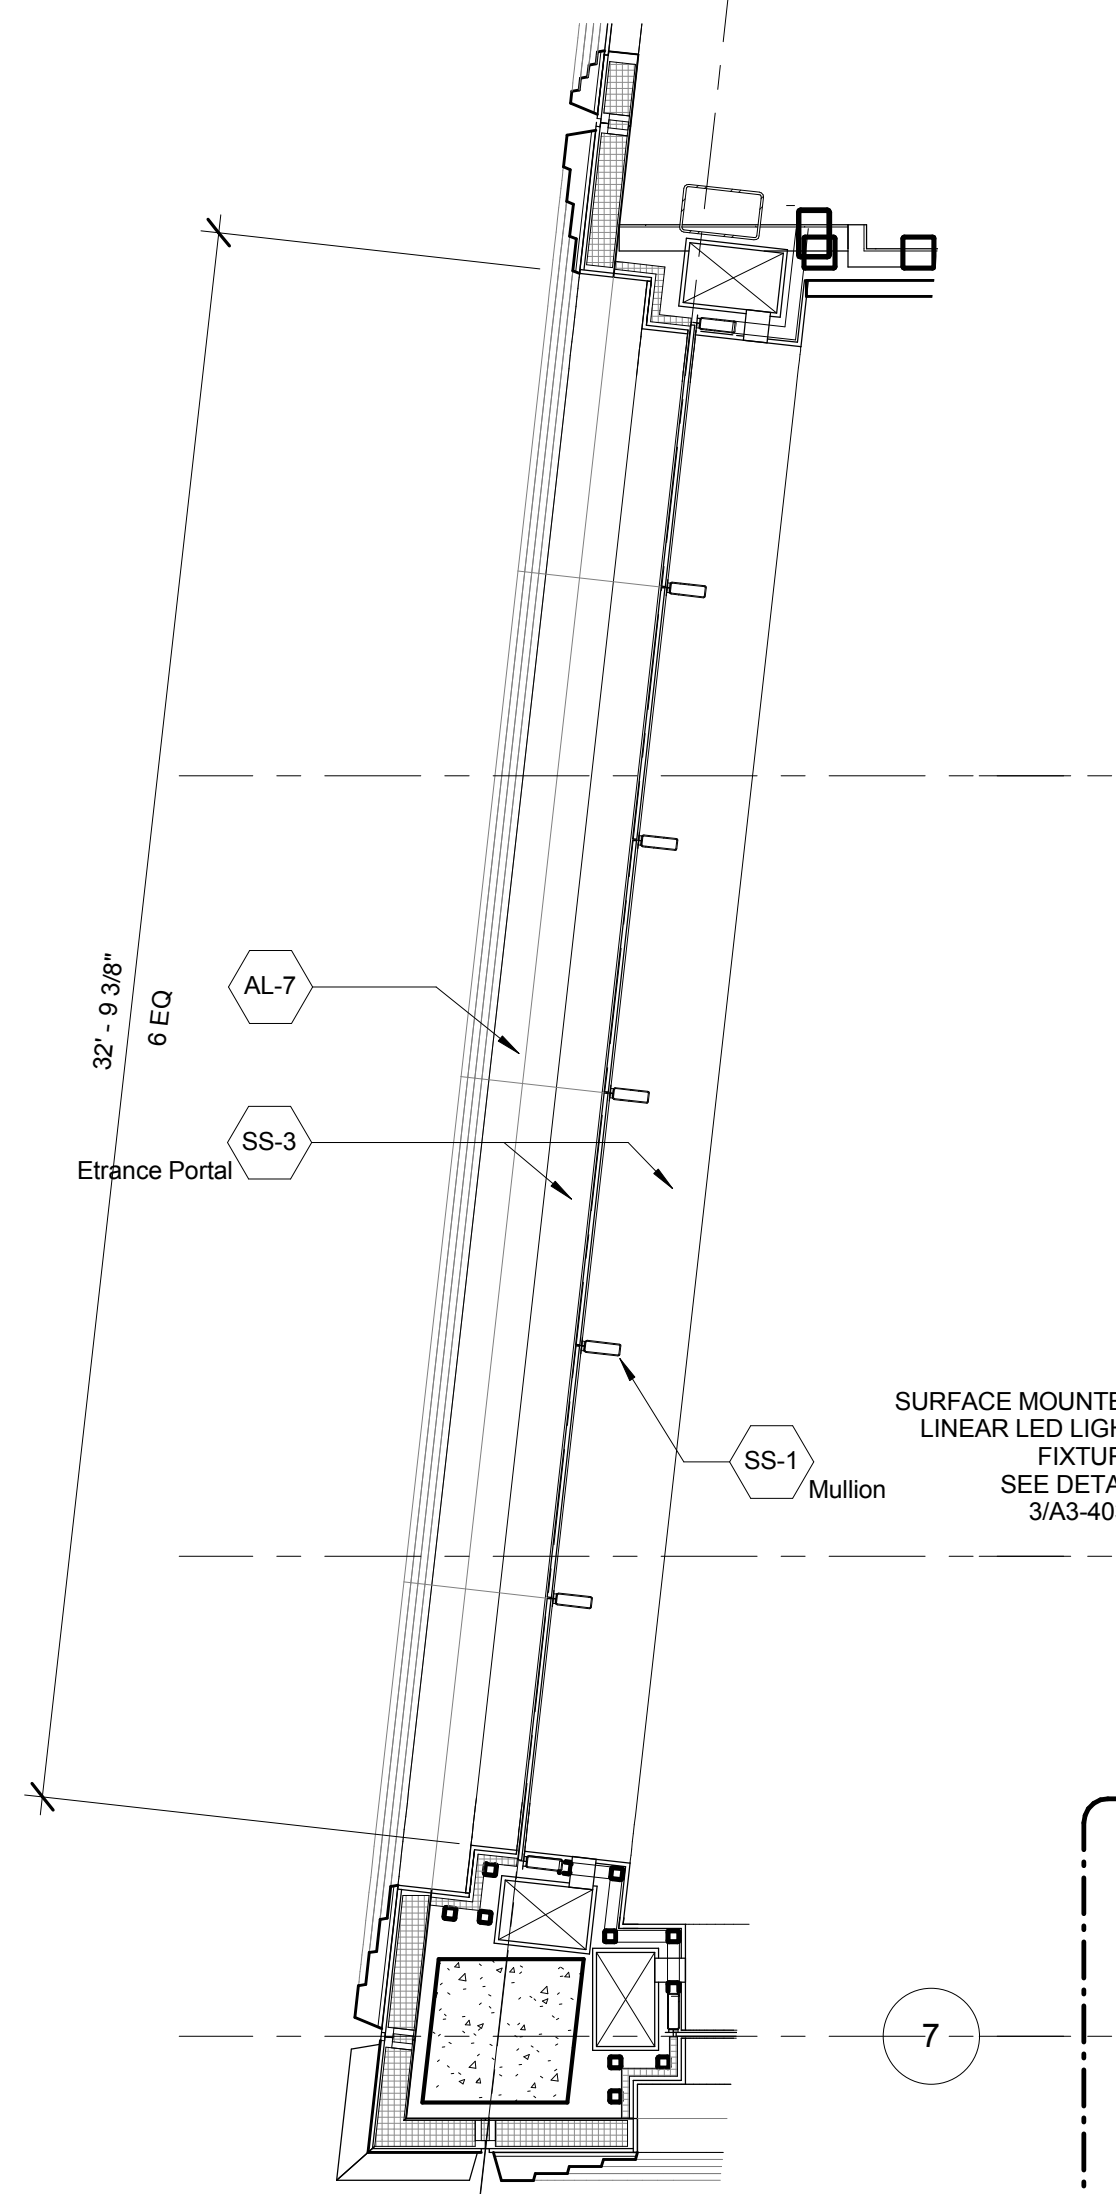 32' - 9 3/8"
6 EQ
AL-7
SS-3
Etrance Portal
SS-1
Mullion
SURFACE MOUNTE
LINEAR LED LIGH
FIXTUR
SEE DETA
3/A3-40
7